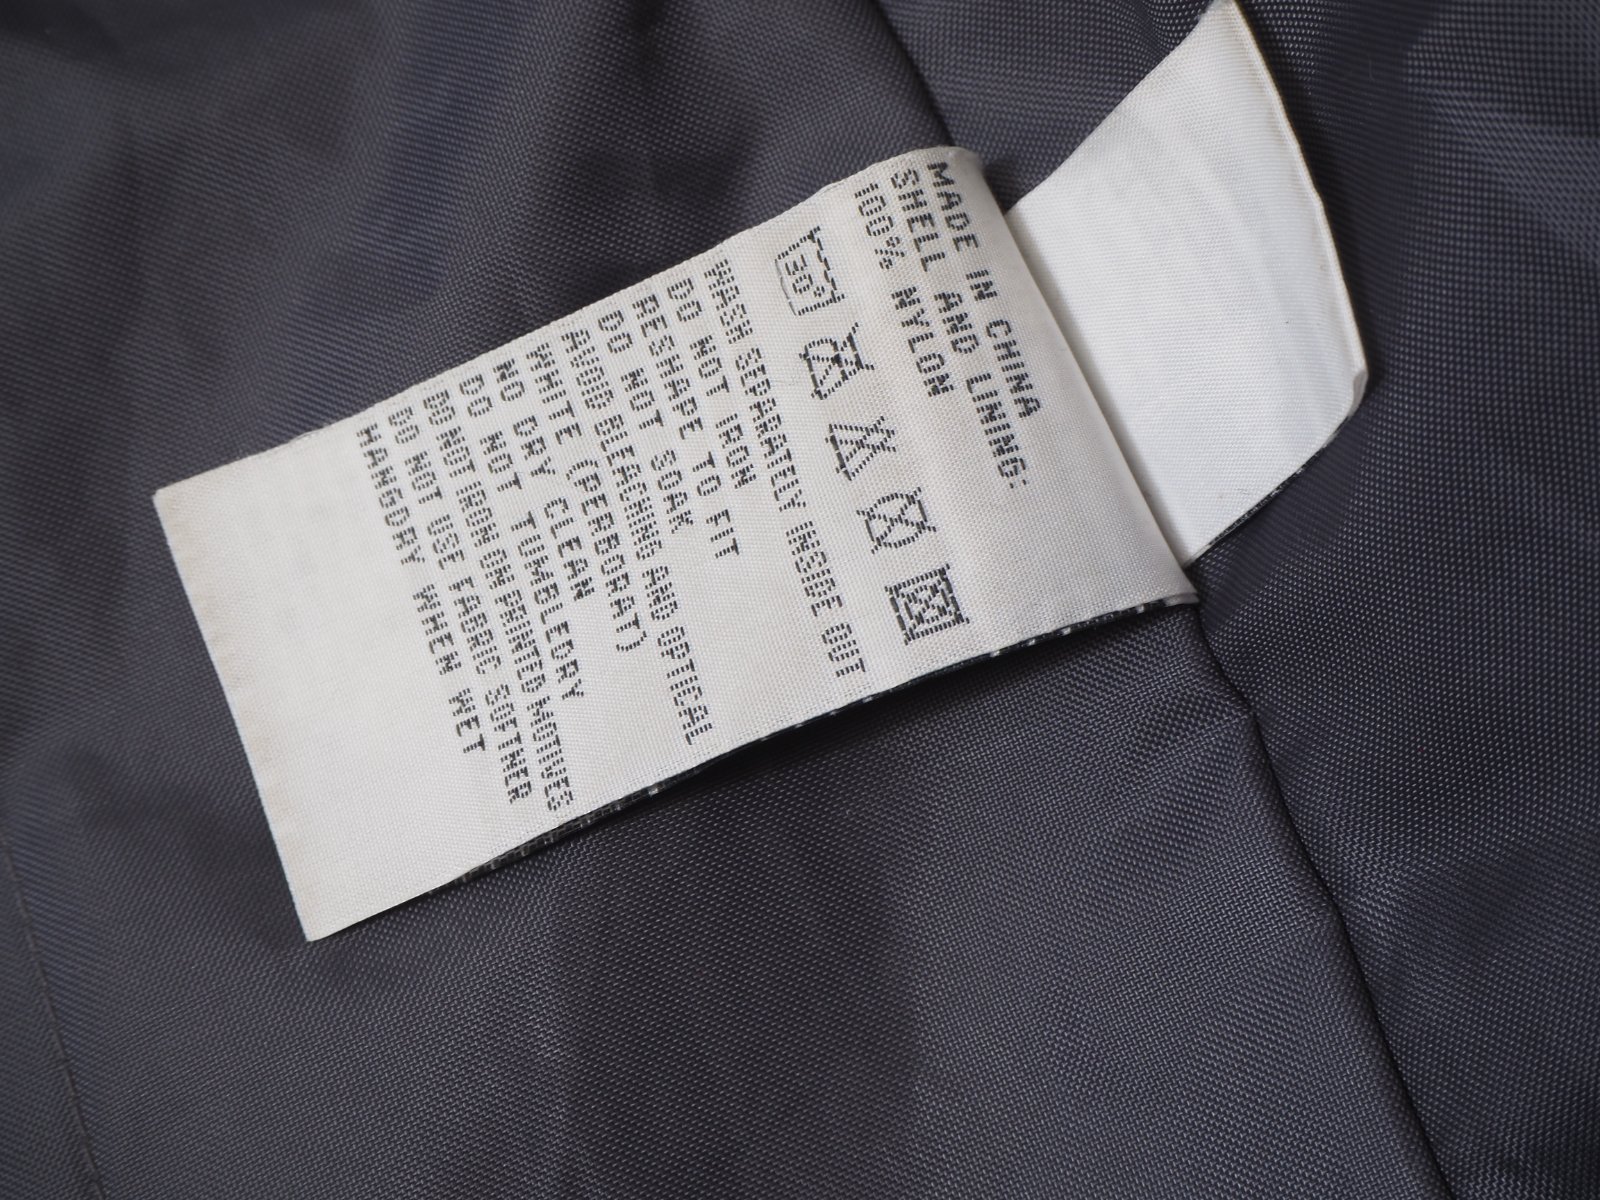 MADE IN CHINA
SHELL AND LINING:
100% NYLON
30°
WASH SEPARATELY INSIDE OUT
DO NOT IRON
RESHAPE TO FIT
DO NOT SOAK
AVOID BLEACHING AND OPTICAL
WHITE (PERBORAT)
NO DRY CLEAN
DO NOT TUMBLEDRY
DO NOT IRON ON PRINTED MOTIVES
DO NOT USE FABRIC SOFTNER
HANGDRY WHEN WET